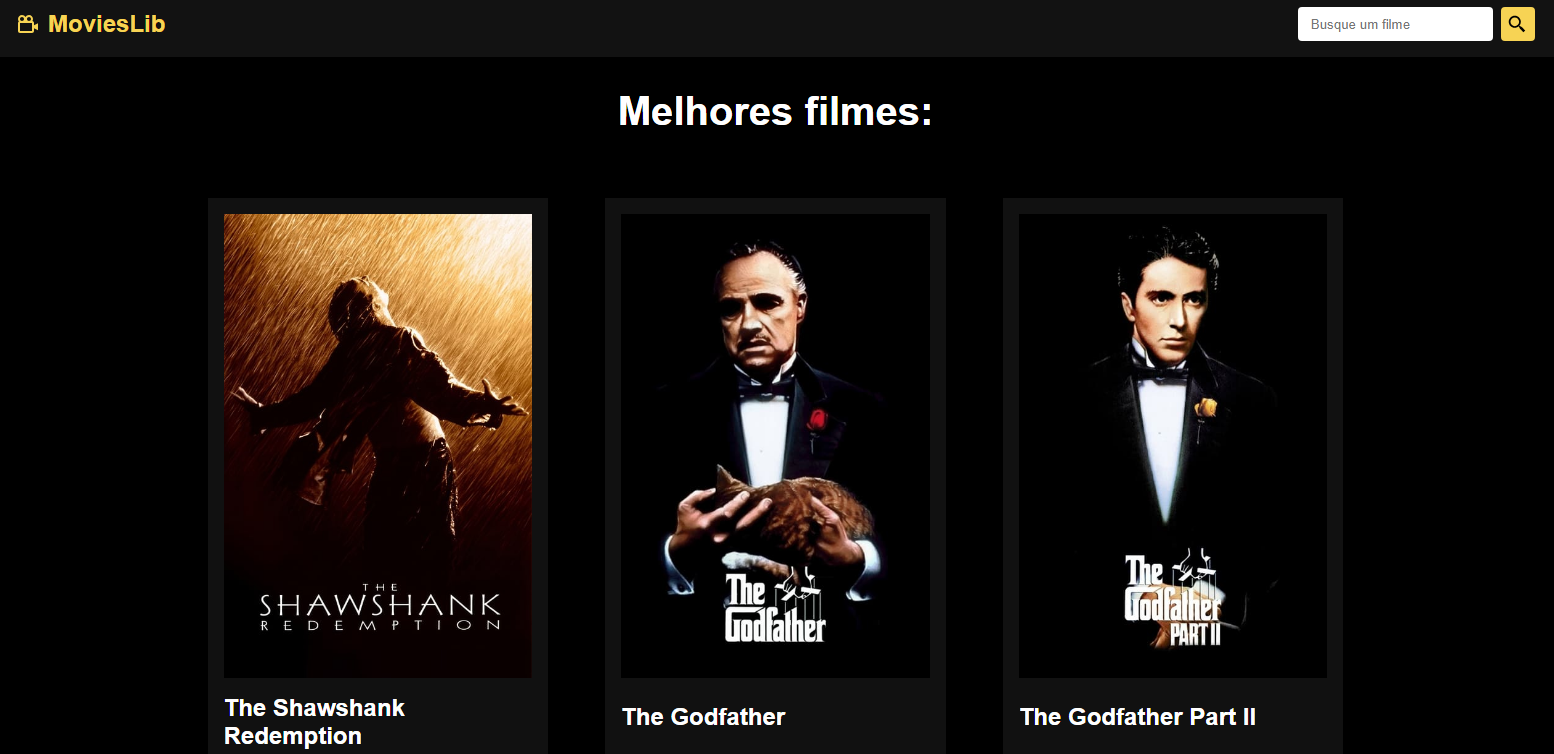 MoviesLib
Busque um filme
Melhores filmes:
THE
SHAWSHANK
REDEMPTION
The
Godfather
The
Godfather
PART II
The Shawshank
Redemption
The Godfather
The Godfather Part II